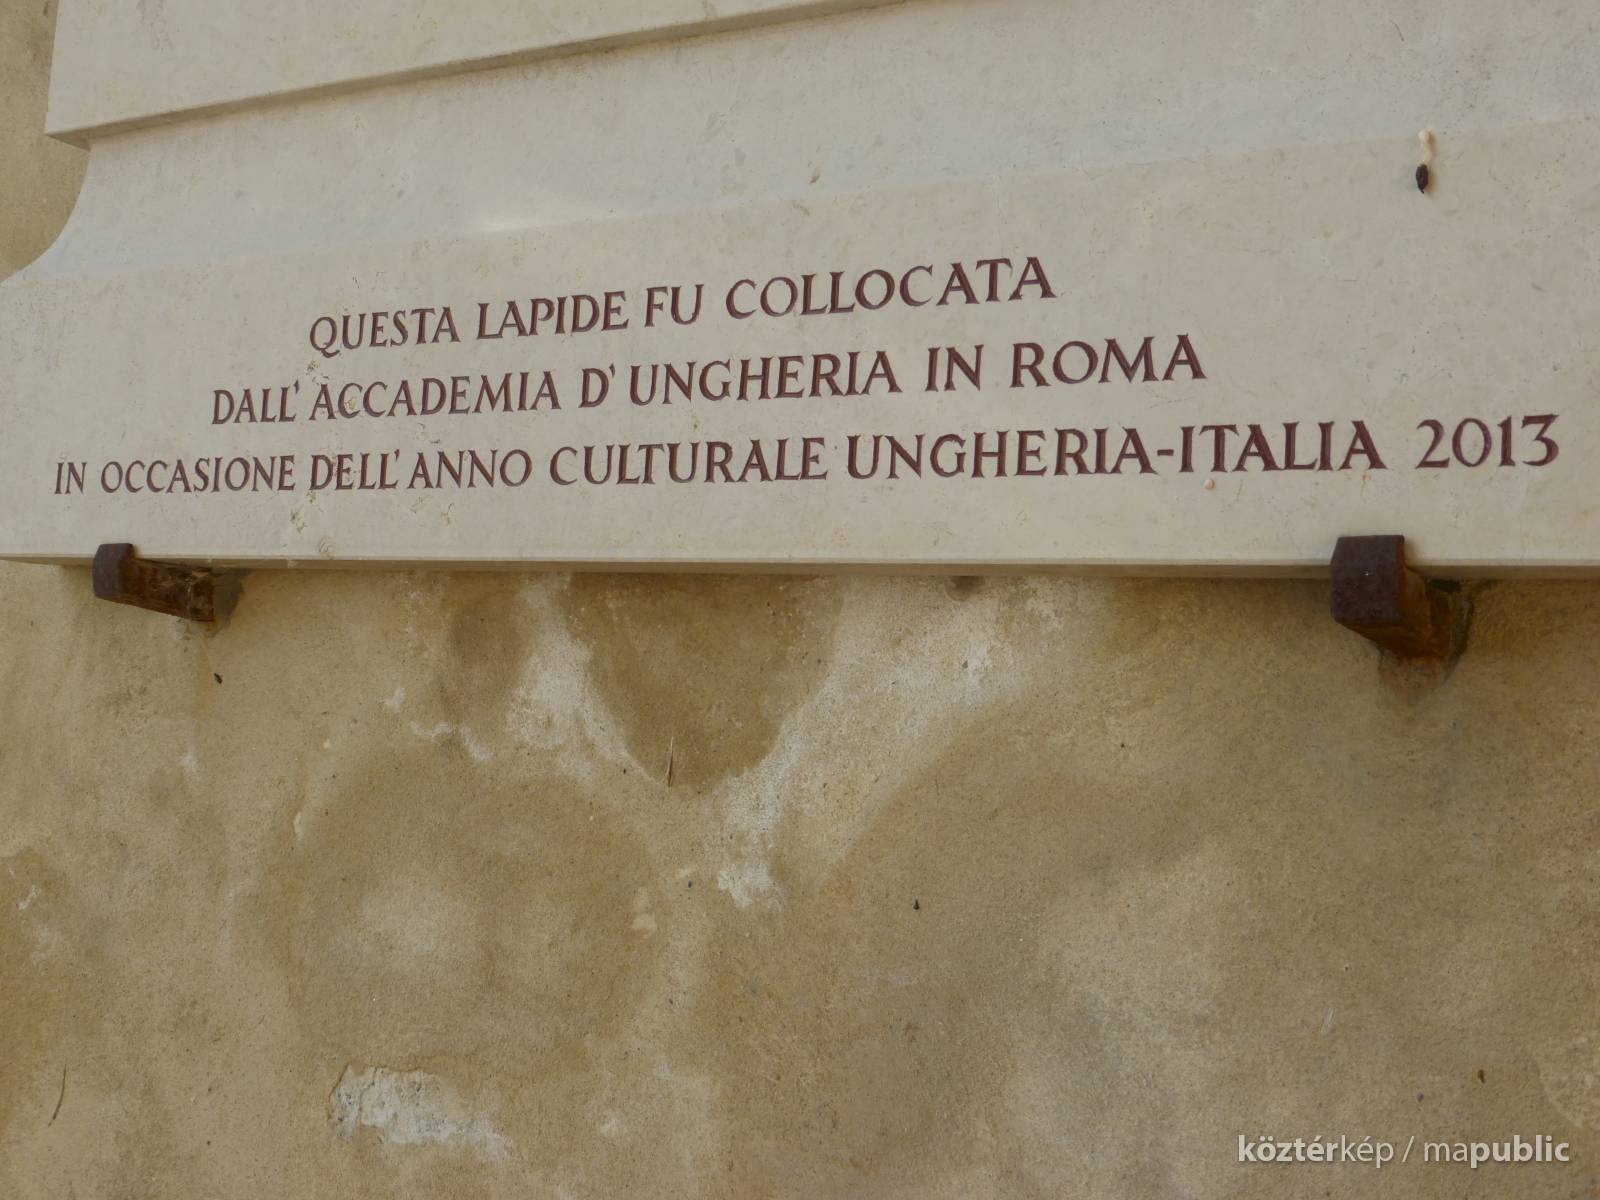 QUESTA LAPIDE FU COLLOCATA
DALL'ACCADEMIA D'UNGHERIA IN ROMA
IN OCCASIONE DELL'ANNO CULTURALE UNGHERIA-ITALIA 2013
köztérkép / mapublic